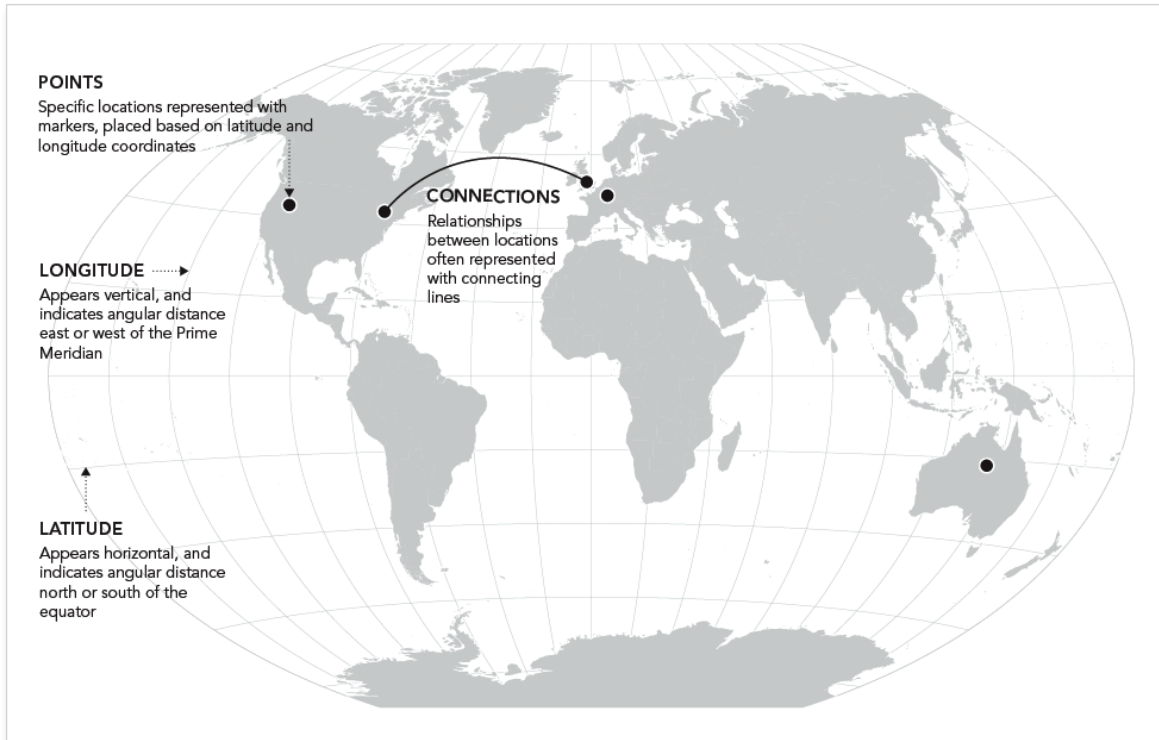 POINTS
Specific locations represented with
markers, placed based on latitude and
longitude coordinates
CONNECTIONS
Relationships
between locations
often represented
with connecting
lines
LONGITUDE
Appears vertical, and
indicates angular distance
east or west of the Prime
Meridian
LATITUDE
Appears horizontal, and
indicates angular distance
north or south of the
equator